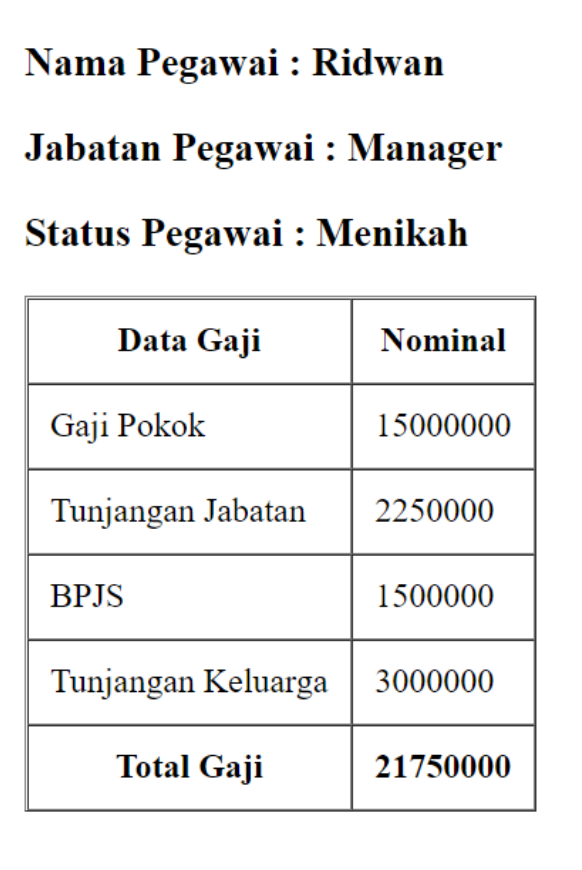 Nama Pegawai : Ridwan
Jabatan Pegawai : Manager
Status Pegawai : Menikah
Data Gaji Nominal
Gaji Pokok 15000000
Tunjangan Jabatan 2250000
BPJS 1500000
Tunjangan Keluarga 3000000
Total Gaji 21750000